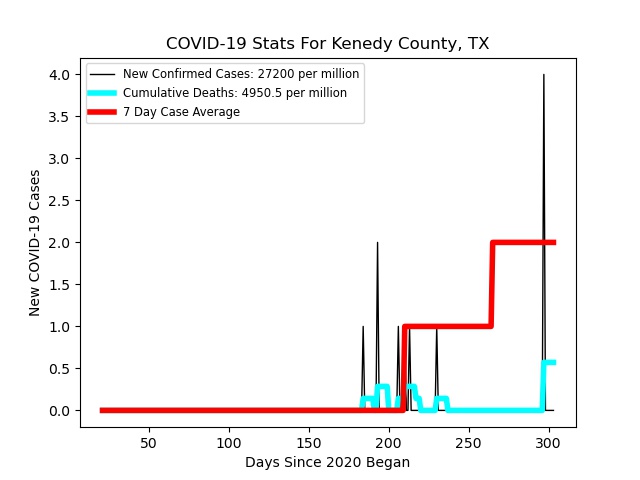 COVID-19 Stats For Kenedy County, TX
New Confirmed Cases: 27200 per million
Cumulative Deaths: 4950.5 per million
7 Day Case Average
New COVID-19 Cases
4.0
3.5
3.0
2.5
2.0
1.5
1.0
0.5
0.0
50 100 150 200 250 300
Days Since 2020 Began